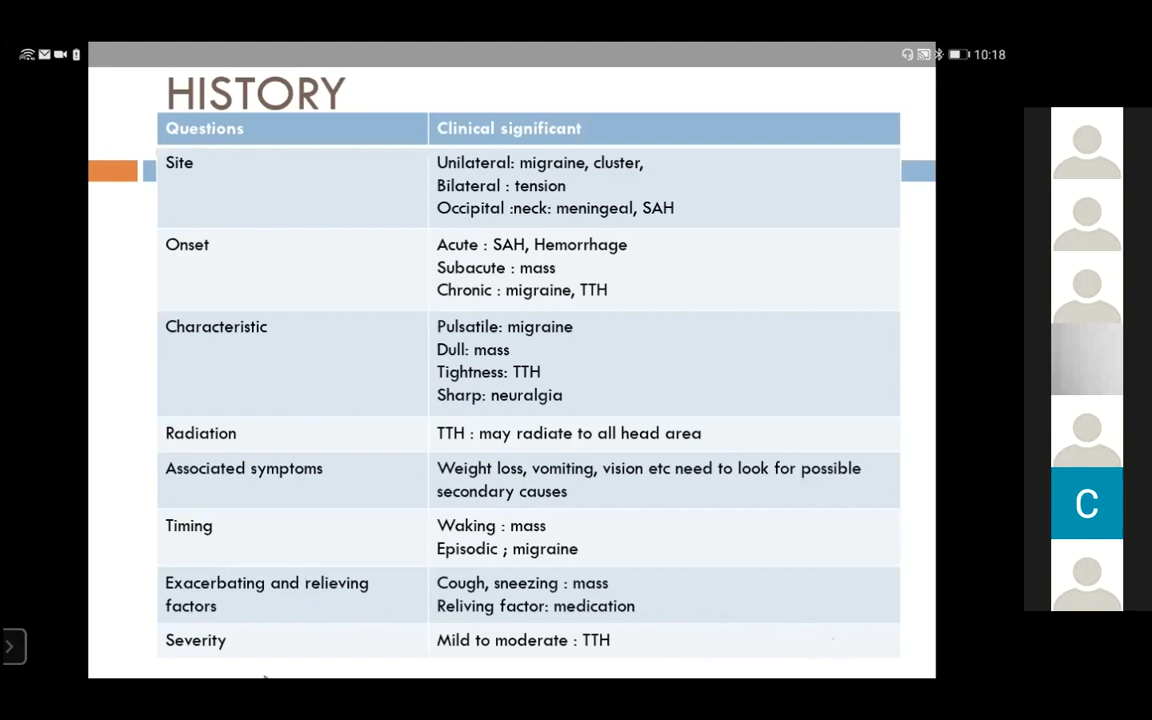 10:18
HISTORY
Questions
Clinical significant
Site
Unilateral: migraine, cluster,
Bilateral : tension
Occipital :neck: meningeal, SAH
Onset
Acute : SAH, Hemorrhage
Subacute : mass
Chronic : migraine, TTH
Characteristic
Pulsatile: migraine
Dull: mass
Tightness: TTH
Sharp: neuralgia
Radiation
TTH : may radiate to all head area
Associated symptoms
Weight loss, vomiting, vision etc need to look for possible
secondary causes
Timing
Waking : mass
Episodic ; migraine
Exacerbating and relieving
factors
Cough, sneezing : mass
Reliving factor: medication
Severity
Mild to moderate : TTH
C